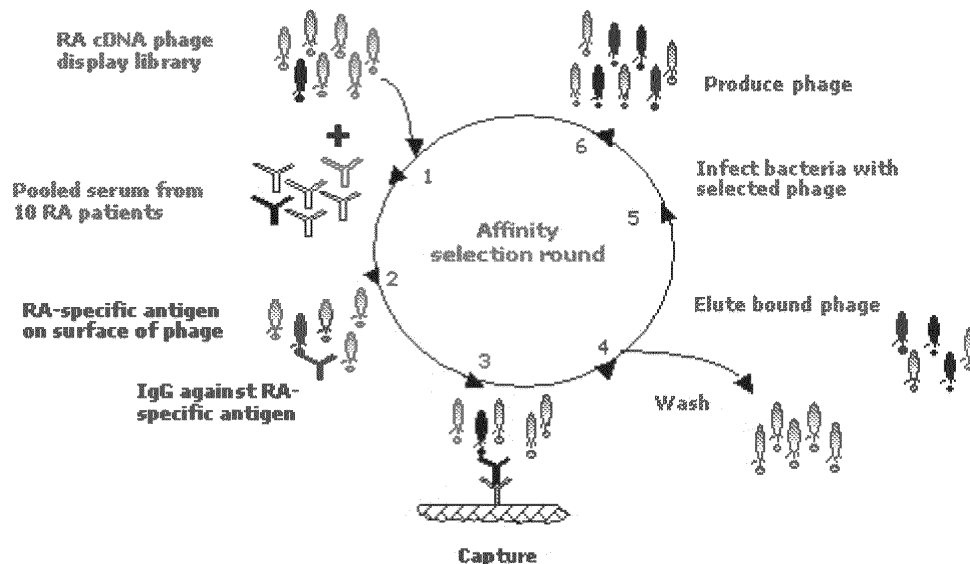 RA cDNA phage
display library
Pooled serum from
10 RA patients
RA-specific antigen
on surface of phage
IgG against RA-
specific antigen
Capture
Wash
Elute bound phage
Infect bacteria with
selected phage
Produce phage
Affinity
selection round
1
2
3
4
5
6